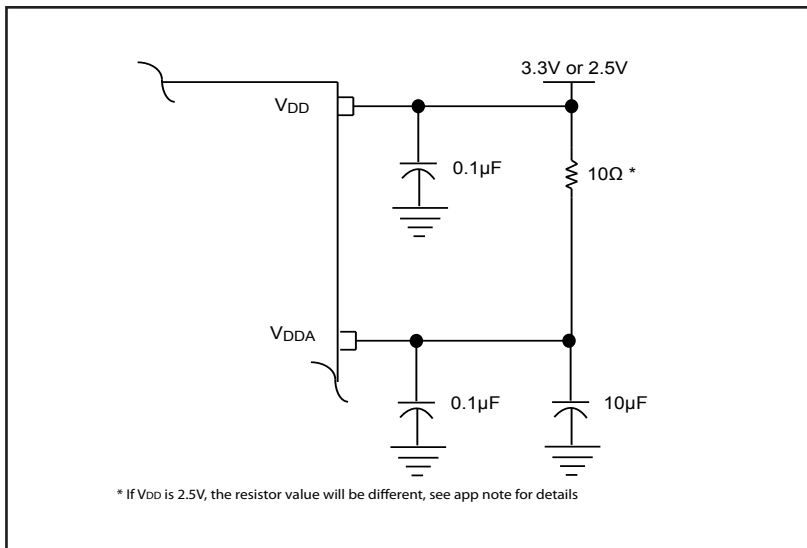 3.3V or 2.5V
VDD
0.1µF
10Ω *
VDDA
0.1µF
10µF
* If VDD is 2.5V, the resistor value will be different, see app note for details